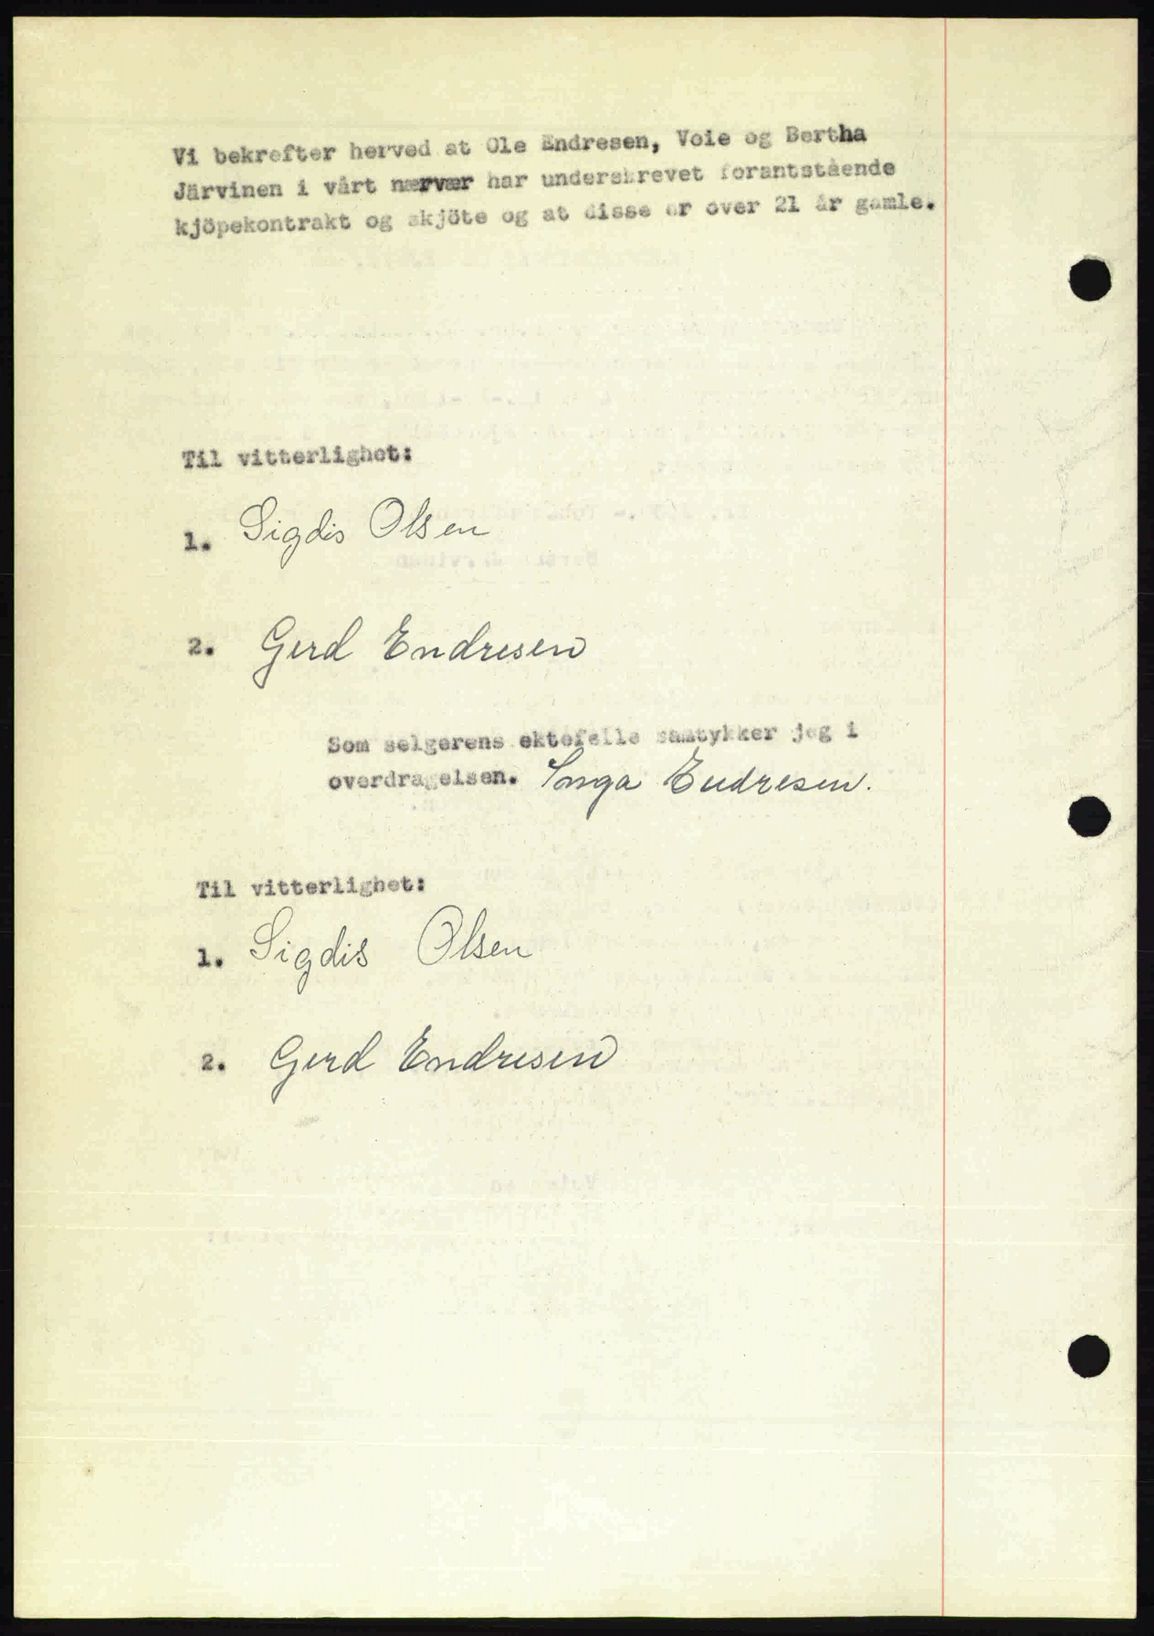 Vi bekrefter herved at Ole Endresen, Voie og Bertha
Järvinen i vårt nærvær har underskrevet forantstående
kjöpekontrakt og skjöte og at disse er over 21 år gamle.
Til vitterlighet:
1. Sigdis Olsen
2. Gerd Endresen
Som selgerens ektefelle samtykker jeg i
overdragelsen. Inga Endresen.
Til vitterlighet:
1. Sigdis Olsen
2. Gerd Endresen